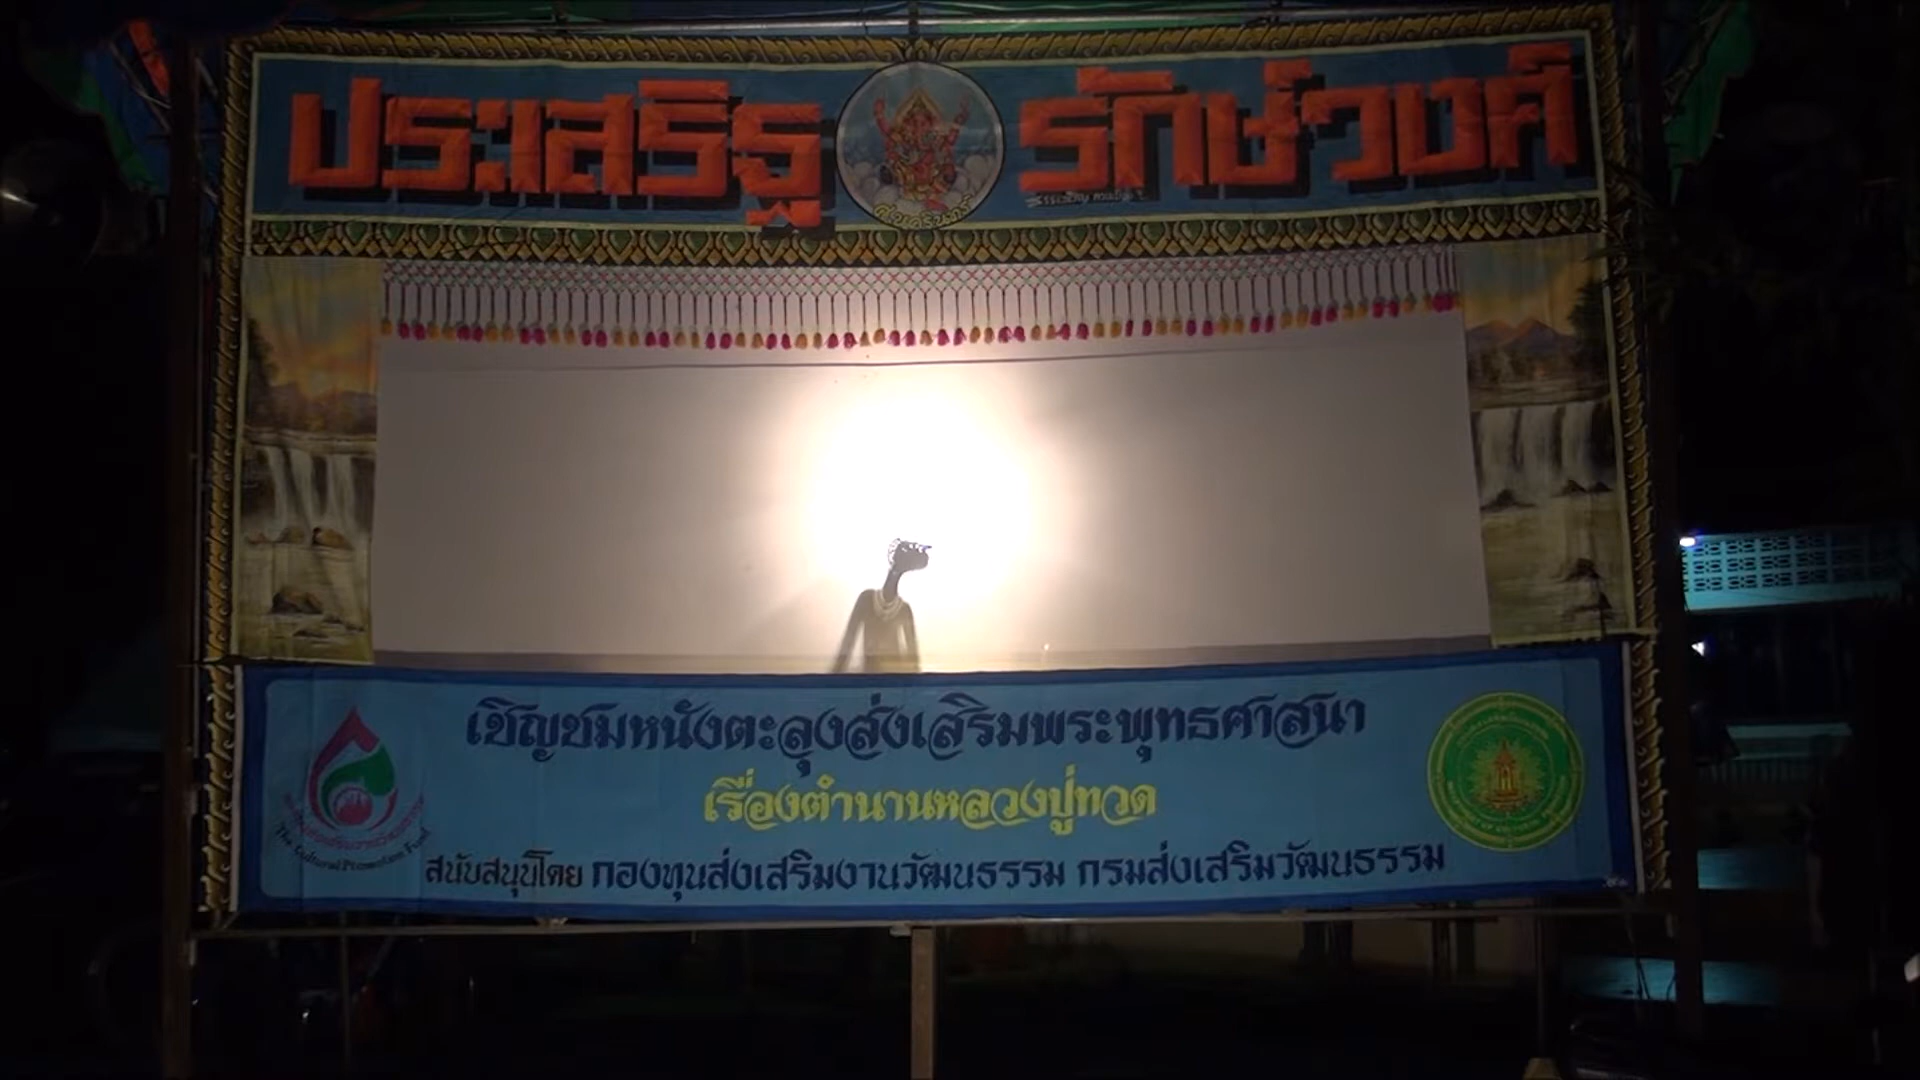 ประเสริฐ รักษ์วงศ์
เชิญชมหนังตะลุงส่งเสริมพระพุทธศาสนา
เรื่องตำนานหลวงปู่ทวด
The Cultural Promotion Fund
สนับสนุนโดย กองทุนส่งเสริมงานวัฒนธรรม กรมส่งเสริมวัฒนธรรม